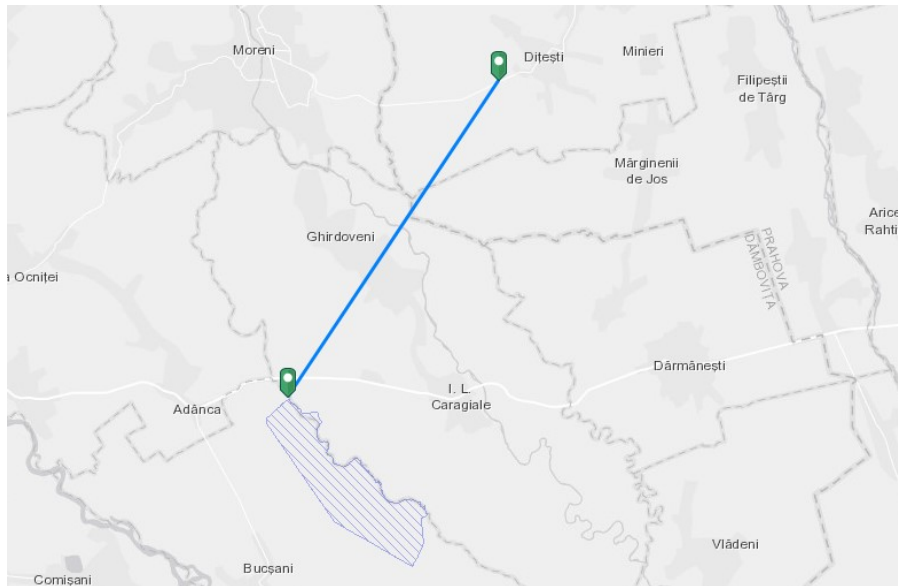 Moreni
Dițești
Minieri
Filipeștii
de Târg
Mărginenii
de Jos
Arice
Rahti
Ghirdoveni
PRAHOVA
DÂMBOVIȚA
a Ocniței
Dărmănești
I. L.
Caragiale
Adânca
Vlădeni
Bucșani
Comișani